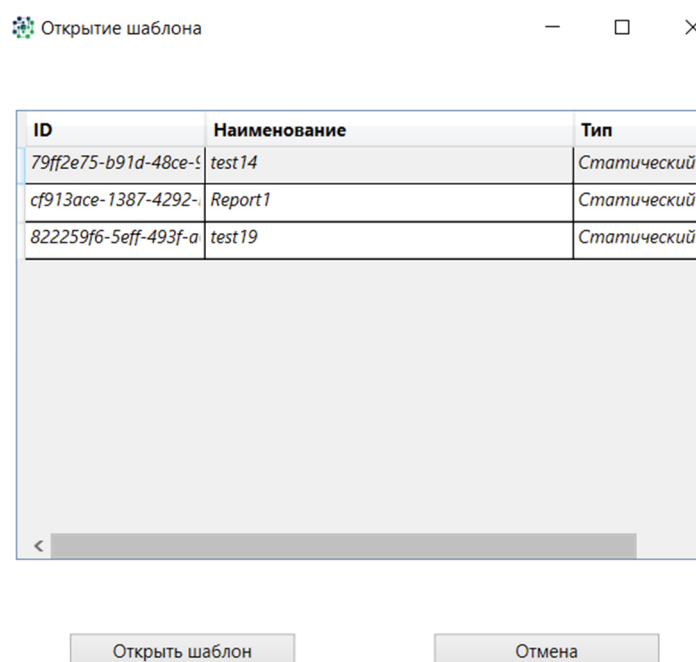 Открытие шаблона
ID Наименование Тип
79ff2e75-b91d-48ce-9 test14 Статический
cf913ace-1387-4292- Report1 Статический
822259f6-5eff-493f-a test19 Статический
Открыть шаблон Отмена